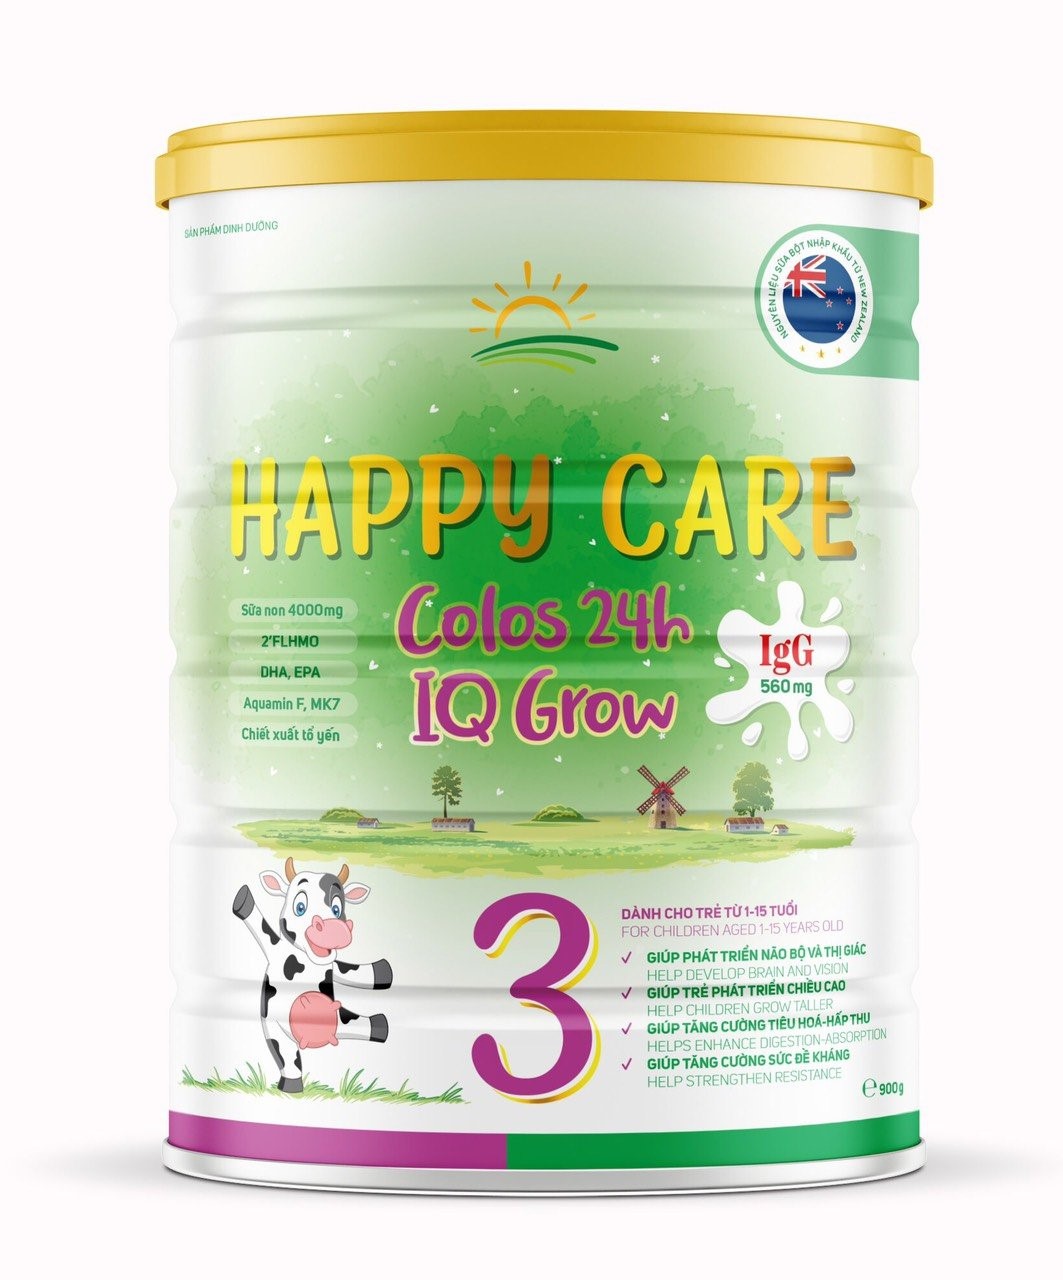 SẢN PHẨM DINH DƯỠNG
NGUYÊN LIỆU SỮA BỘT NHẬP KHẨU TỪ NEW ZEALAND
HAPPY CARE
Colos 24h
IQ Grow
Sữa non 4000mg
2'FLHMO
DHA, EPA
Aquamin F, MK7
Chiết xuất tổ yến
IgG
560 mg
3
DÀNH CHO TRẺ TỪ 1-15 TUỔI
FOR CHILDREN AGED 1-15 YEARS OLD
✓ GIÚP PHÁT TRIỂN NÃO BỘ VÀ THỊ GIÁC
HELP DEVELOP BRAIN AND VISION
✓ GIÚP TRẺ PHÁT TRIỂN CHIỀU CAO
HELP CHILDREN GROW TALLER
✓ GIÚP TĂNG CƯỜNG TIÊU HOÁ-HẤP THU
HELPS ENHANCE DIGESTION-ABSORPTION
✓ GIÚP TĂNG CƯỜNG SỨC ĐỀ KHÁNG
HELP STRENGTHEN RESISTANCE
℮ 900g